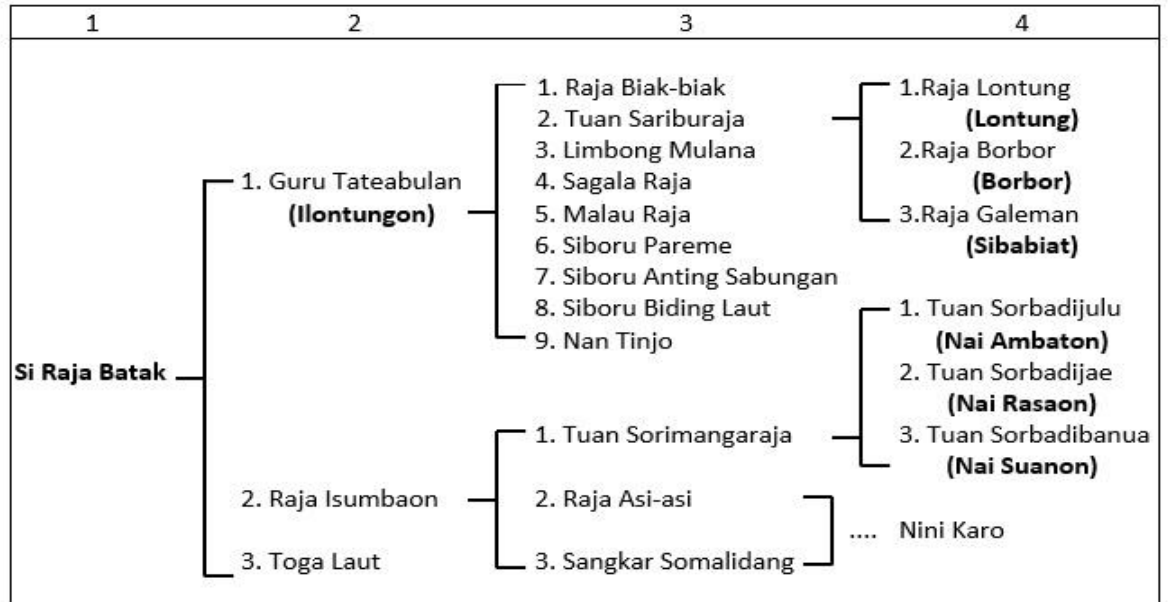 1 2 3 4
1. Raja Biak-biak 1.Raja Lontung
2. Tuan Sariburaja (Lontung)
3. Limbong Mulana 2.Raja Borbor
1. Guru Tateabulan 4. Sagala Raja (Borbor)
(Ilontungon) 5. Malau Raja 3.Raja Galeman
6. Siboru Pareme (Sibabiat)
7. Siboru Anting Sabungan
8. Siboru Biding Laut 1. Tuan Sorbadijulu
9. Nan Tinjo (Nai Ambaton)
Si Raja Batak 2. Tuan Sorbadijae
(Nai Rasaon)
1. Tuan Sorimangaraja 3. Tuan Sorbadibanua
(Nai Suanon)
2. Raja Isumbaon 2. Raja Asi-asi
.... Nini Karo
3. Toga Laut 3. Sangkar Somalidang